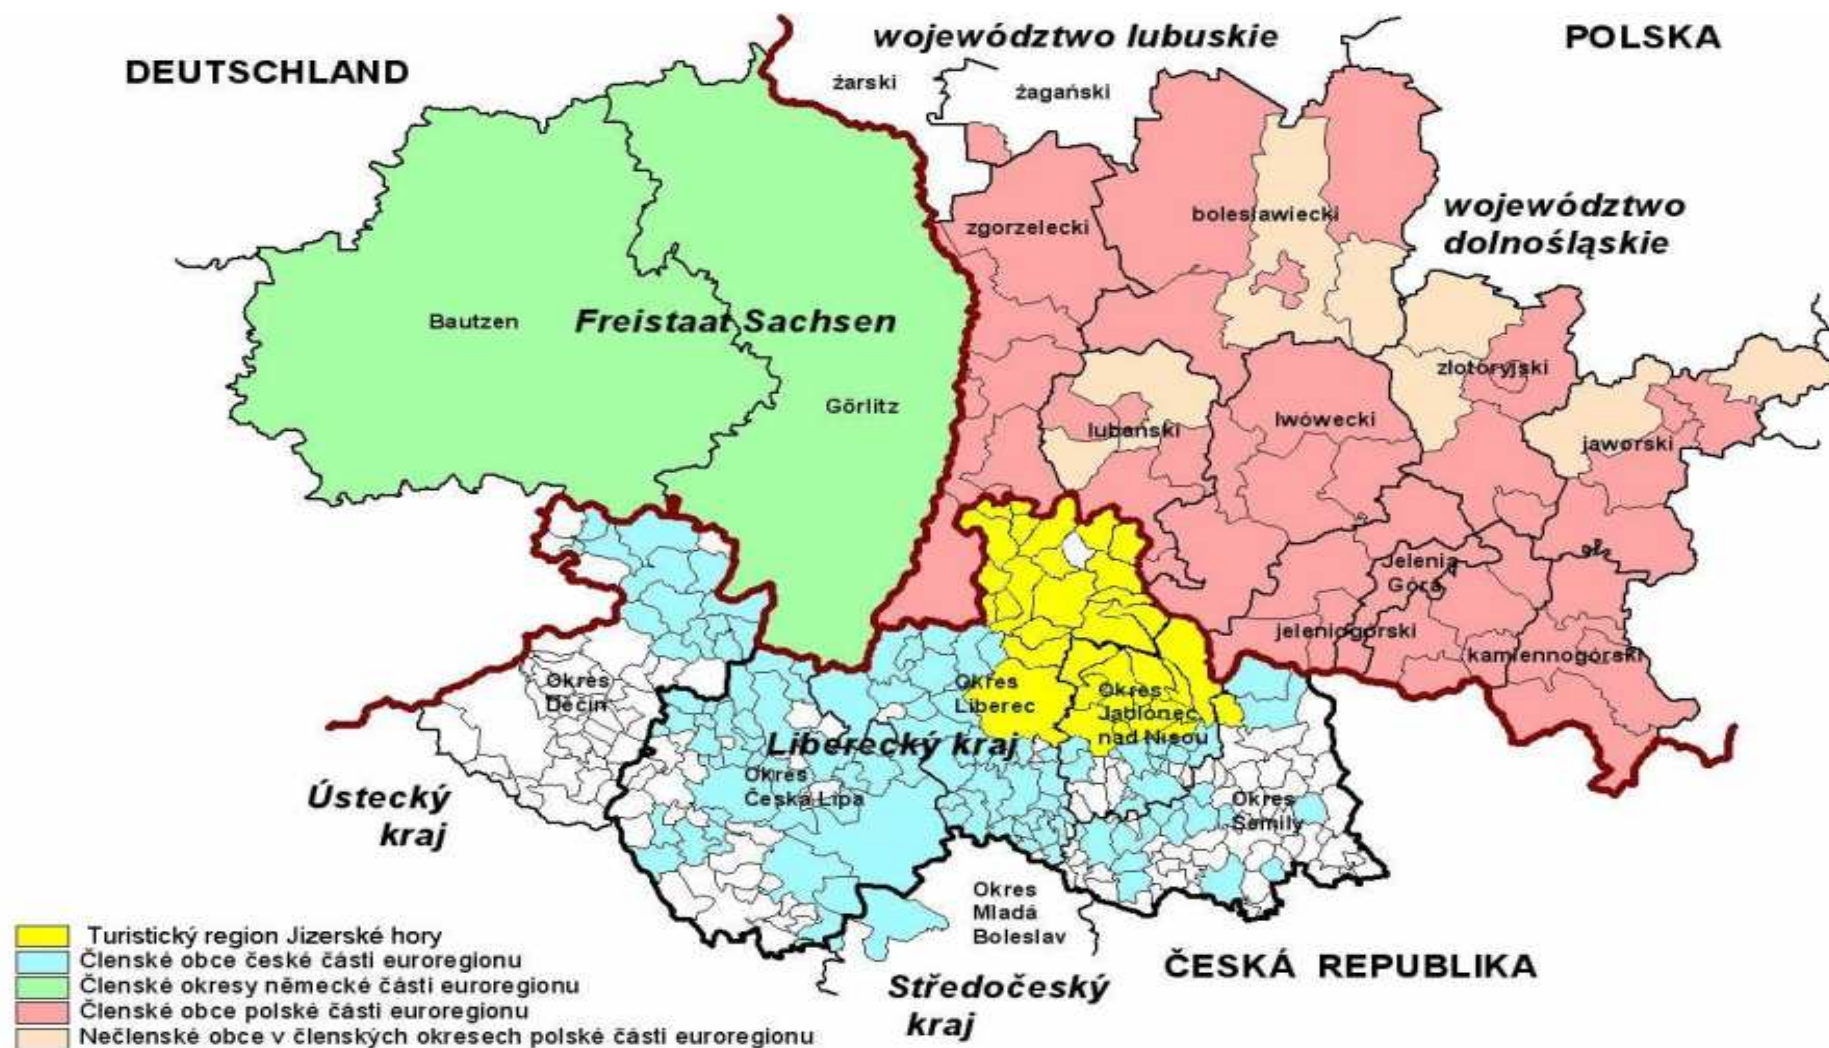 DEUTSCHLAND
województwo lubuskie
POLSKA
żarski
żagański
zgorzelecki
bolesławiecki
województwo
dolnośląskie
Bautzen
Freistaat Sachsen
Görlitz
złotoryjski
lubański
lwówecki
jaworski
Jelenia
Góra
jeleniogórski
kamiennogórski
Okres
Děčín
Okres
Liberec
Okres
Jablonec
nad Nisou
Liberecký kraj
Okres
Česká Lípa
Okres
Semily
Ústecký
kraj
Okres
Mladá
Boleslav
ČESKÁ REPUBLIKA
Středočeský
kraj
Turistický region Jizerské hory
Členské obce české části euroregionu
Členské okresy německé části euroregionu
Členské obce polské části euroregionu
Nečlenské obce v členských okresech polské části euroregionu